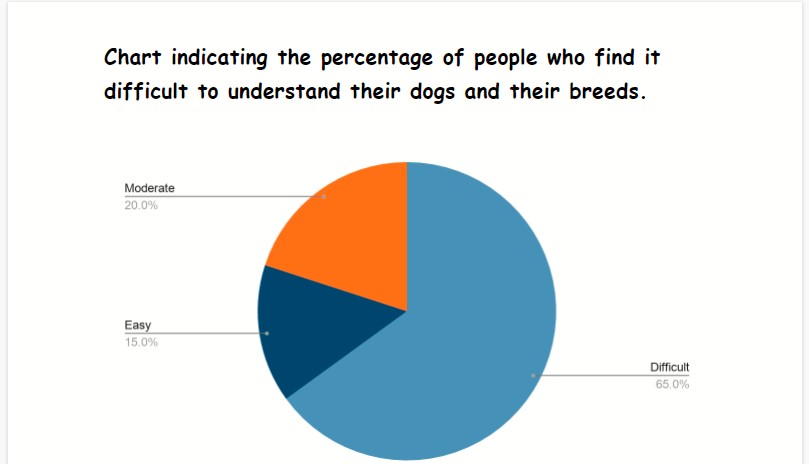 Chart indicating the percentage of people who find it
difficult to understand their dogs and their breeds.
Moderate
20.0%
Easy
15.0%
Difficult
65.0%